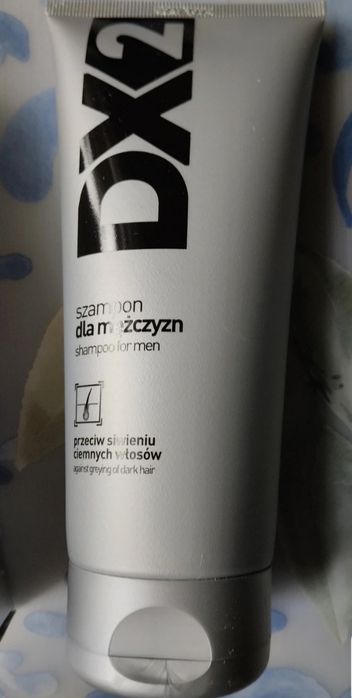 DX2
szampon
dla mężczyzn
shampoo for men
przeciw siwieniu
ciemnych włosów
against greying of dark hair